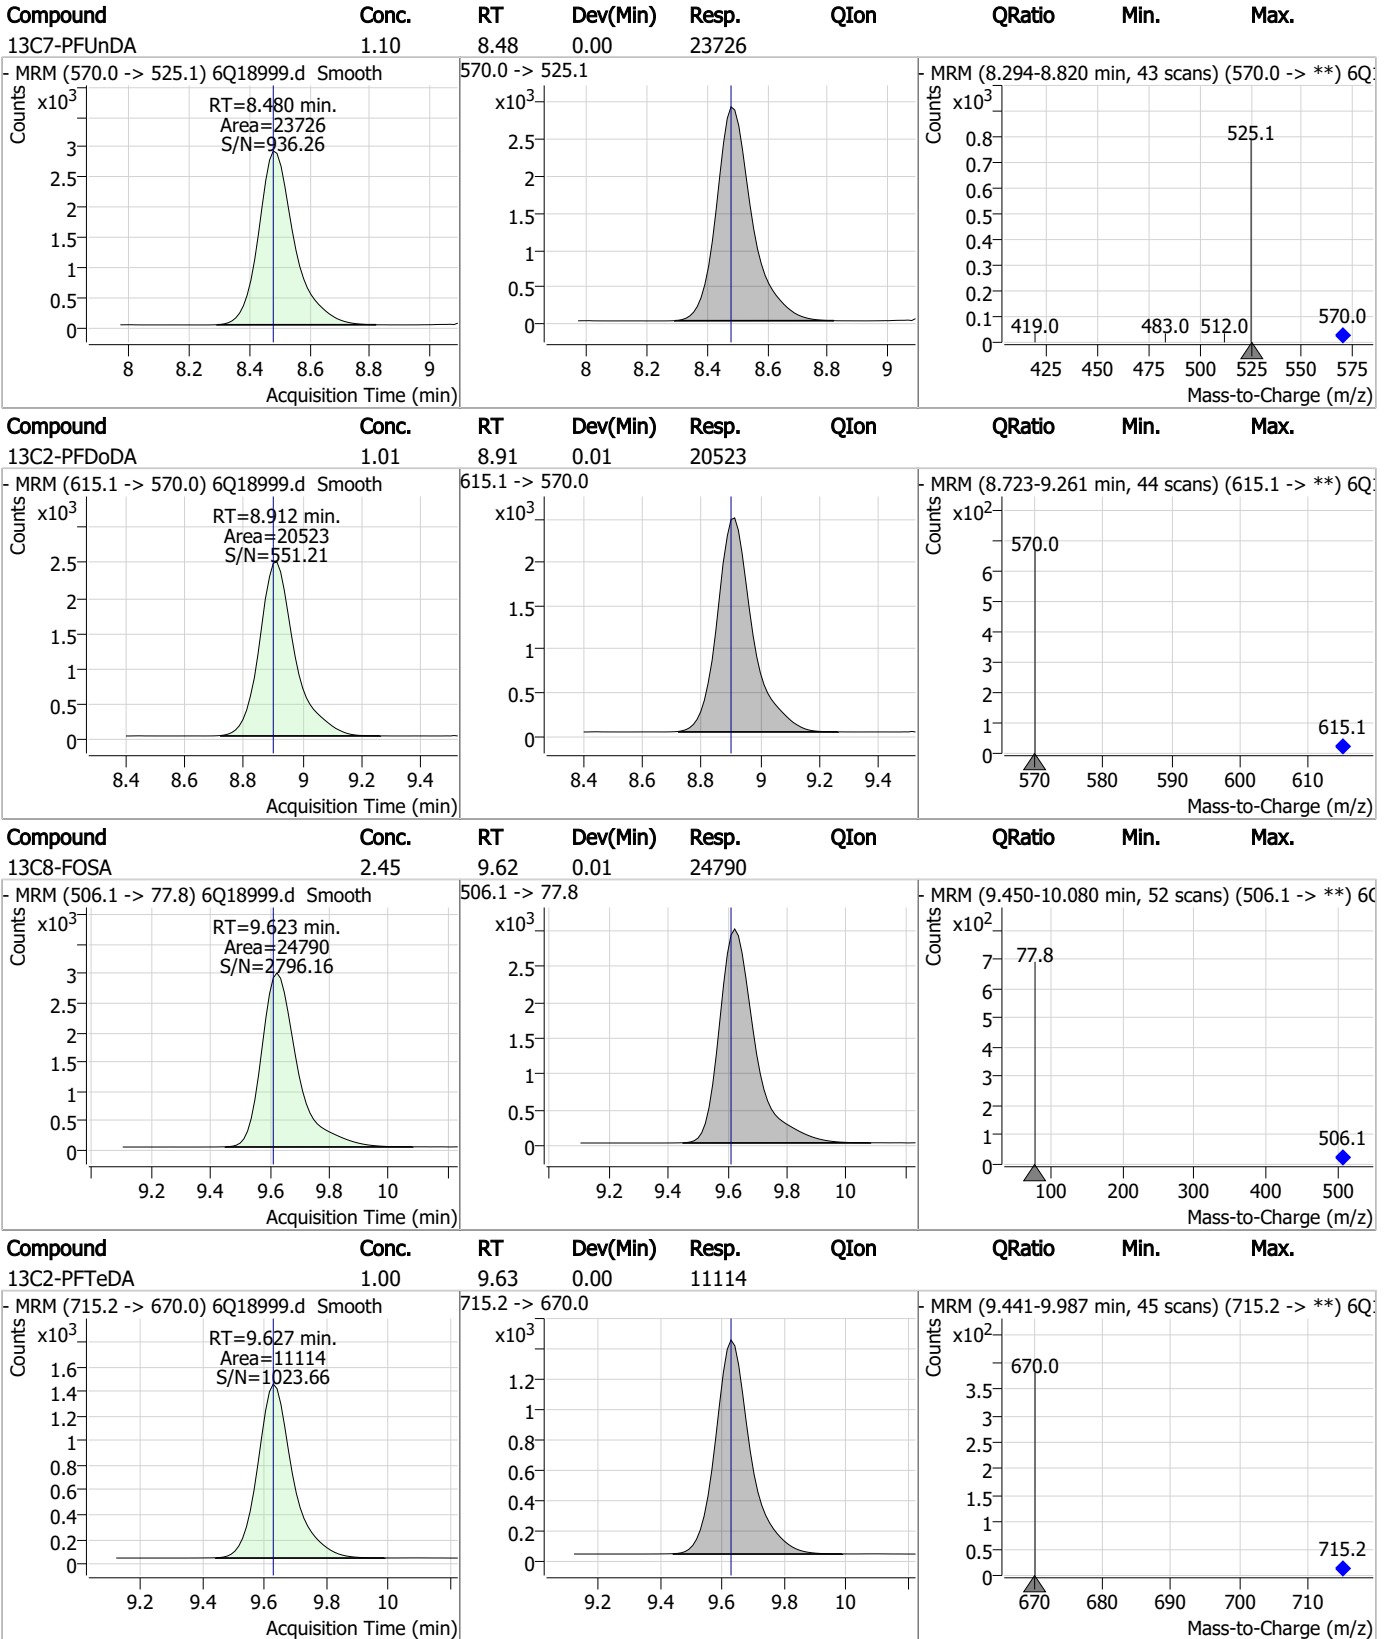 Compound Conc. RT Dev(Min) Resp. QIon QRatio Min. Max.
13C7-PFUnDA 1.10 8.48 0.00 23726
- MRM (570.0 -> 525.1) 6Q18999.d Smooth
570.0 -> 525.1
- MRM (8.294-8.820 min, 43 scans) (570.0 -> **) 6Q
Counts
x10^3
RT=8.480 min.
Area=23726
S/N=936.26
3
2.5
2
1.5
1
0.5
0
8 8.2 8.4 8.6 8.8 9
Acquisition Time (min)
x10^3
2.5
2
1.5
1
0.5
0
8 8.2 8.4 8.6 8.8 9
Counts
x10^3
0.8
0.7
0.6
0.5
0.4
0.3
0.2
0.1
0
525.1
419.0 483.0 512.0 570.0
425 450 475 500 525 550 575
Mass-to-Charge (m/z)
Compound Conc. RT Dev(Min) Resp. QIon QRatio Min. Max.
13C2-PFDoDA 1.01 8.91 0.01 20523
- MRM (615.1 -> 570.0) 6Q18999.d Smooth
615.1 -> 570.0
- MRM (8.723-9.261 min, 44 scans) (615.1 -> **) 6Q
Counts
x10^3
RT=8.912 min.
Area=20523
S/N=551.21
2.5
2
1.5
1
0.5
0
8.4 8.6 8.8 9 9.2 9.4
Acquisition Time (min)
x10^3
2
1.5
1
0.5
0
8.4 8.6 8.8 9 9.2 9.4
Counts
x10^2
570.0
6
5
4
3
2
1
0
615.1
570 580 590 600 610
Mass-to-Charge (m/z)
Compound Conc. RT Dev(Min) Resp. QIon QRatio Min. Max.
13C8-FOSA 2.45 9.62 0.01 24790
- MRM (506.1 -> 77.8) 6Q18999.d Smooth
506.1 -> 77.8
- MRM (9.450-10.080 min, 52 scans) (506.1 -> **) 6
Counts
x10^3
RT=9.623 min.
Area=24790
S/N=2796.16
3
2.5
2
1.5
1
0.5
0
9.2 9.4 9.6 9.8 10
Acquisition Time (min)
x10^3
2.5
2
1.5
1
0.5
0
9.2 9.4 9.6 9.8 10
Counts
x10^2
77.8
7
6
5
4
3
2
1
0
506.1
100 200 300 400 500
Mass-to-Charge (m/z)
Compound Conc. RT Dev(Min) Resp. QIon QRatio Min. Max.
13C2-PFTeDA 1.00 9.63 0.00 11114
- MRM (715.2 -> 670.0) 6Q18999.d Smooth
715.2 -> 670.0
- MRM (9.441-9.987 min, 45 scans) (715.2 -> **) 6Q
Counts
x10^3
RT=9.627 min.
Area=11114
S/N=1023.66
1.6
1.4
1.2
1
0.8
0.6
0.4
0.2
0
9.2 9.4 9.6 9.8 10
Acquisition Time (min)
x10^3
1.2
1
0.8
0.6
0.4
0.2
0
9.2 9.4 9.6 9.8 10
Counts
x10^2
670.0
3.5
3
2.5
2
1.5
1
0.5
0
715.2
670 680 690 700 710
Mass-to-Charge (m/z)